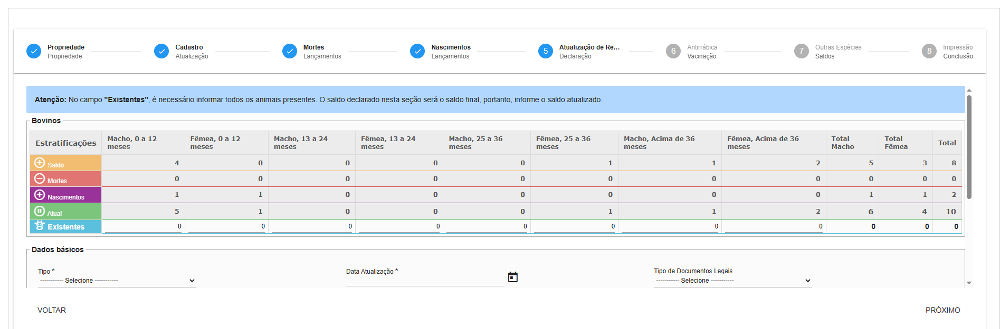 Propriedade
Propriedade
Cadastro
Atualização
Mortes
Lançamentos
Nascimentos
Lançamentos
5
Atualização de Re...
Declaração
6
Antirrábica
Vacinação
7
Outras Espécies
Saldos
8
Impressão
Conclusão
Atenção: No campo "Existentes", é necessário informar todos os animais presentes. O saldo declarado nesta seção será o saldo final, portanto, informe o saldo atualizado.
Bovinos
Estratificações Macho, 0 a 12 meses Fêmea, 0 a 12 meses Macho, 13 a 24 meses Fêmea, 13 a 24 meses Macho, 25 a 36 meses Fêmea, 25 a 36 meses Macho, Acima de 36 meses Fêmea, Acima de 36 meses Total Macho Total Fêmea Total
Saldo 4 0 0 0 0 1 1 2 5 3 8
Mortes 0 0 0 0 0 0 0 0 0 0 0
Nascimentos 1 1 0 0 0 0 0 0 1 1 2
Atual 5 1 0 0 0 1 1 2 6 4 10
Existentes 0 0 0 0 0 0 0 0 0 0 0
Dados básicos
Tipo *
----------- Selecione -----------
Data Atualização *
Tipo de Documentos Legais
----------- Selecione -----------
VOLTAR
PRÓXIMO